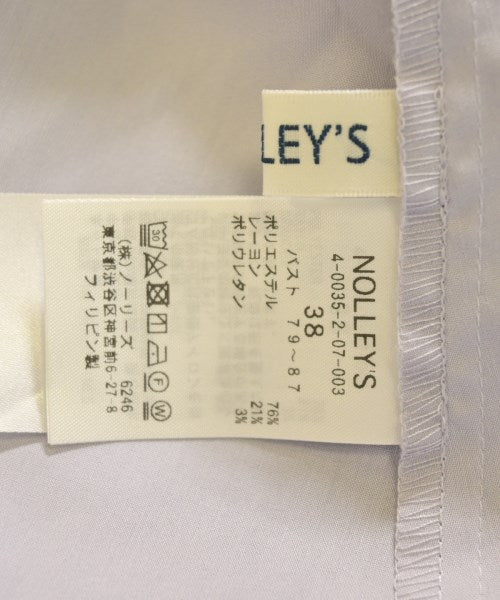 LLEY'S
NOLLEY'S
4-0035-2-07-003
38
バスト 79～87
ポリエステル 76%
レーヨン 21%
ポリウレタン 3%
30 F W
(株)ノーリーズ 6246
東京都渋谷区神宮前6-27-8
フィリピン製